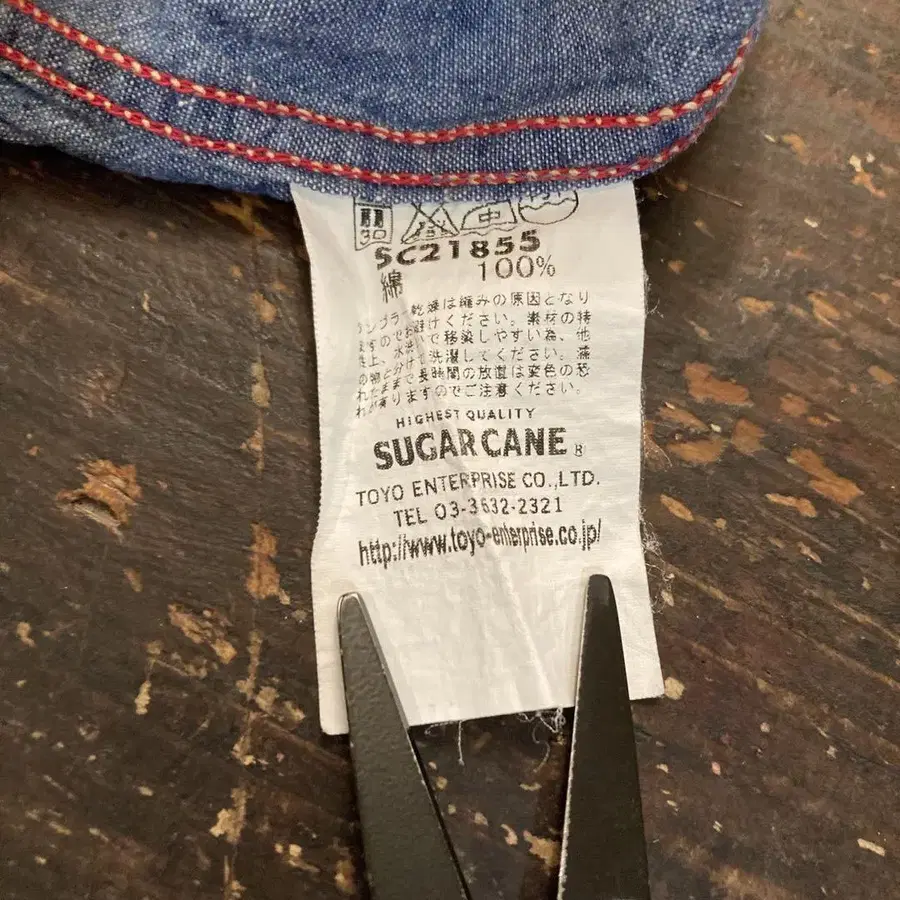 30
SC21855
綿 100%
タンブラー乾燥は縮みの原因となり
ますのでお避けください。素材の特
性上、水洗いで移染しやすい為、他
の物と分けて洗濯してください。濡
れたままで長時間の放置は変色の恐
れが有りますのでご注意ください。
HIGHEST QUALITY
SUGAR CANE ®
TOYO ENTERPRISE CO.,LTD.
TEL 03-3632-2321
http://www.toyo-enterprise.co.jp/